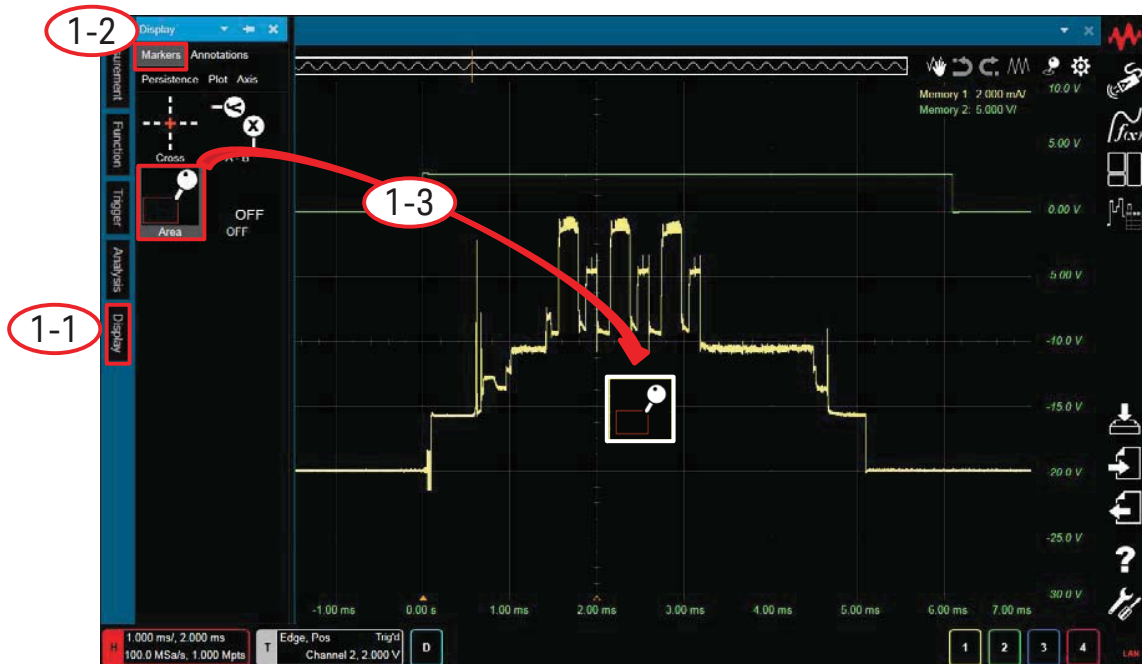 1-2
Display
Markers Annotations
Persistence Plot Axis
Cross
Area
OFF
OFF
Function
Trigger
Analysis
Display
1-1
1-3
Memory 1: 2.000 mA/
Memory 2: 5.000 V/
10.0 V
5.00 V
0.00 V
-5.00 V
-10.0 V
-15.0 V
20.0 V
-25.0 V
30.0 V
-1.00 ms
0.00 s
1.00 ms
2.00 ms
3.00 ms
4.00 ms
5.00 ms
6.00 ms
7.00 ms
f(x)
?
H
1.000 ms/, 2.000 ms
100.0 MSa/s, 1.000 Mpts
T
Edge, Pos Trig'd
Channel 2, 2.000 V
D
1
2
3
4
LAN